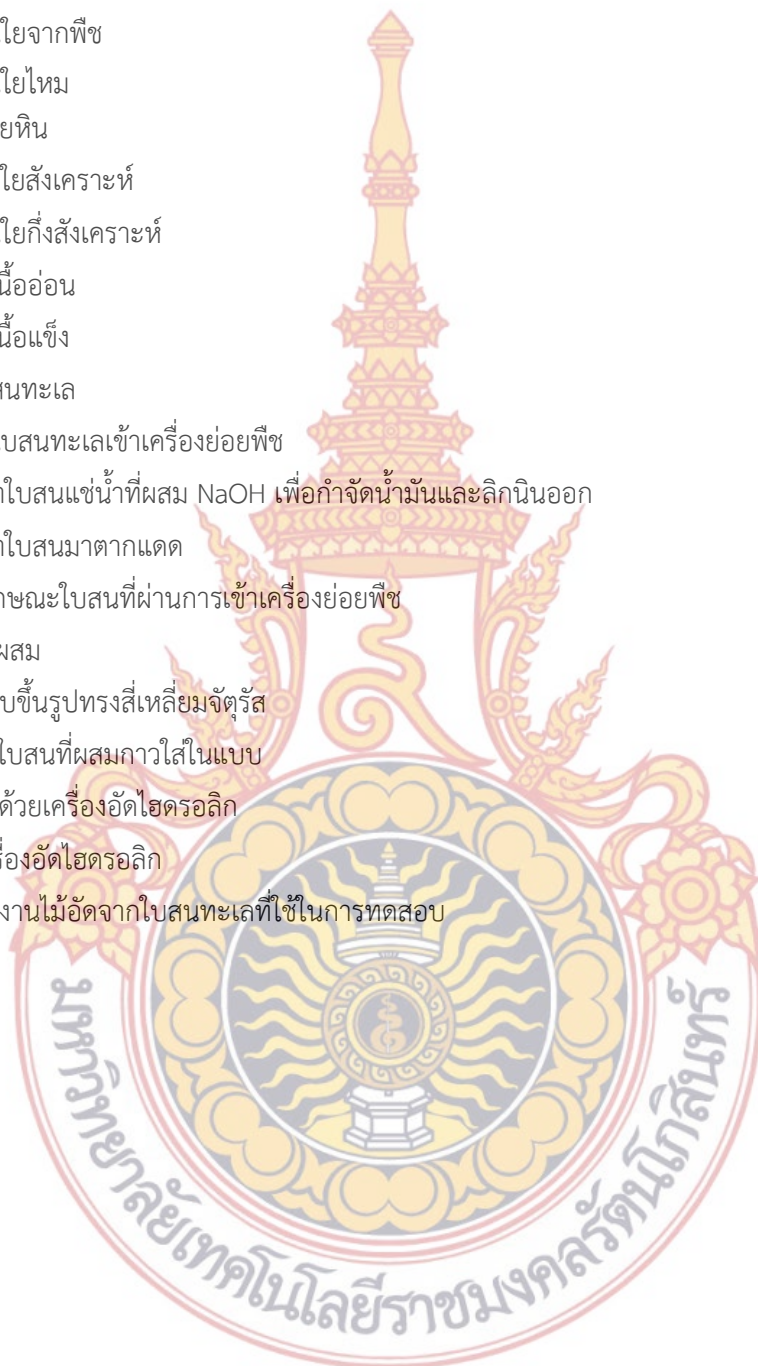 ใยจากพืช
ใยไหม
ยหิน
ใยสังเคราะห์
ใยกึ่งสังเคราะห์
นื้ออ่อน
นื้อแข็ง
สนทะเล
บสนทะเลเข้าเครื่องย่อยพืช
ใบสนแช่น้ำที่ผสม NaOH เพื่อกำจัดน้ำมันและลิกนินออก
ใบสนมาตากแดด
ษณะใบสนที่ผ่านการเข้าเครื่องย่อยพืช
ผสม
บขึ้นรูปทรงสี่เหลี่ยมจัตุรัส
ใบสนที่ผสมกาวใส่ในแบบ
ด้วยเครื่องอัดไฮดรอลิก
รื่องอัดไฮดรอลิก
งานไม้อัดจากใบสนทะเลที่ใช้ในการทดสอบ
มหาวิทยาลัยเทคโนโลยีราชมงคลรัตนโกสินทร์